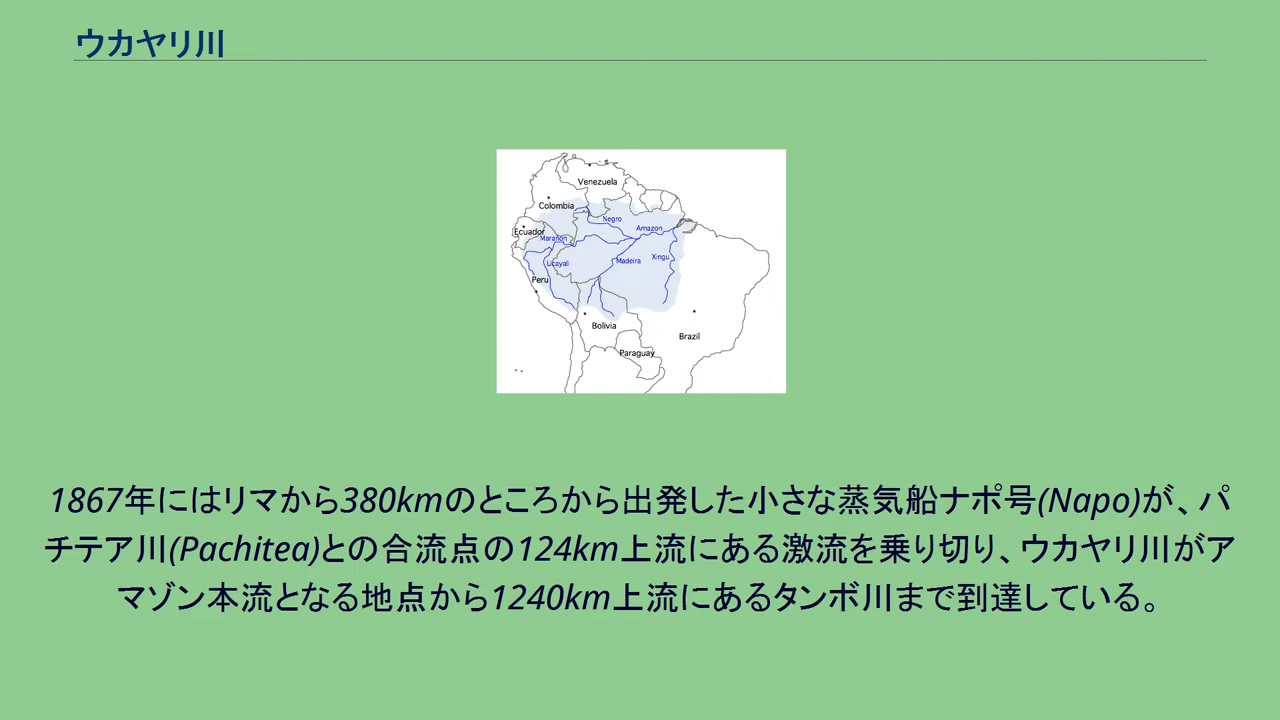 ウカヤリ川
Venezuela
Colombia
Negro
Amazon
Ecuador
Marañón
Xingu
Madeira
Ucayali
Peru
Bolivia
Brazil
Paraguay
1867年にはリマから380kmのところから出発した小さな蒸気船ナポ号(Napo)が、パ
チテア川(Pachitea)との合流点の124km上流にある激流を乗り切り、ウカヤリ川がア
マゾン本流となる地点から1240km上流にあるタンボ川まで到達している。